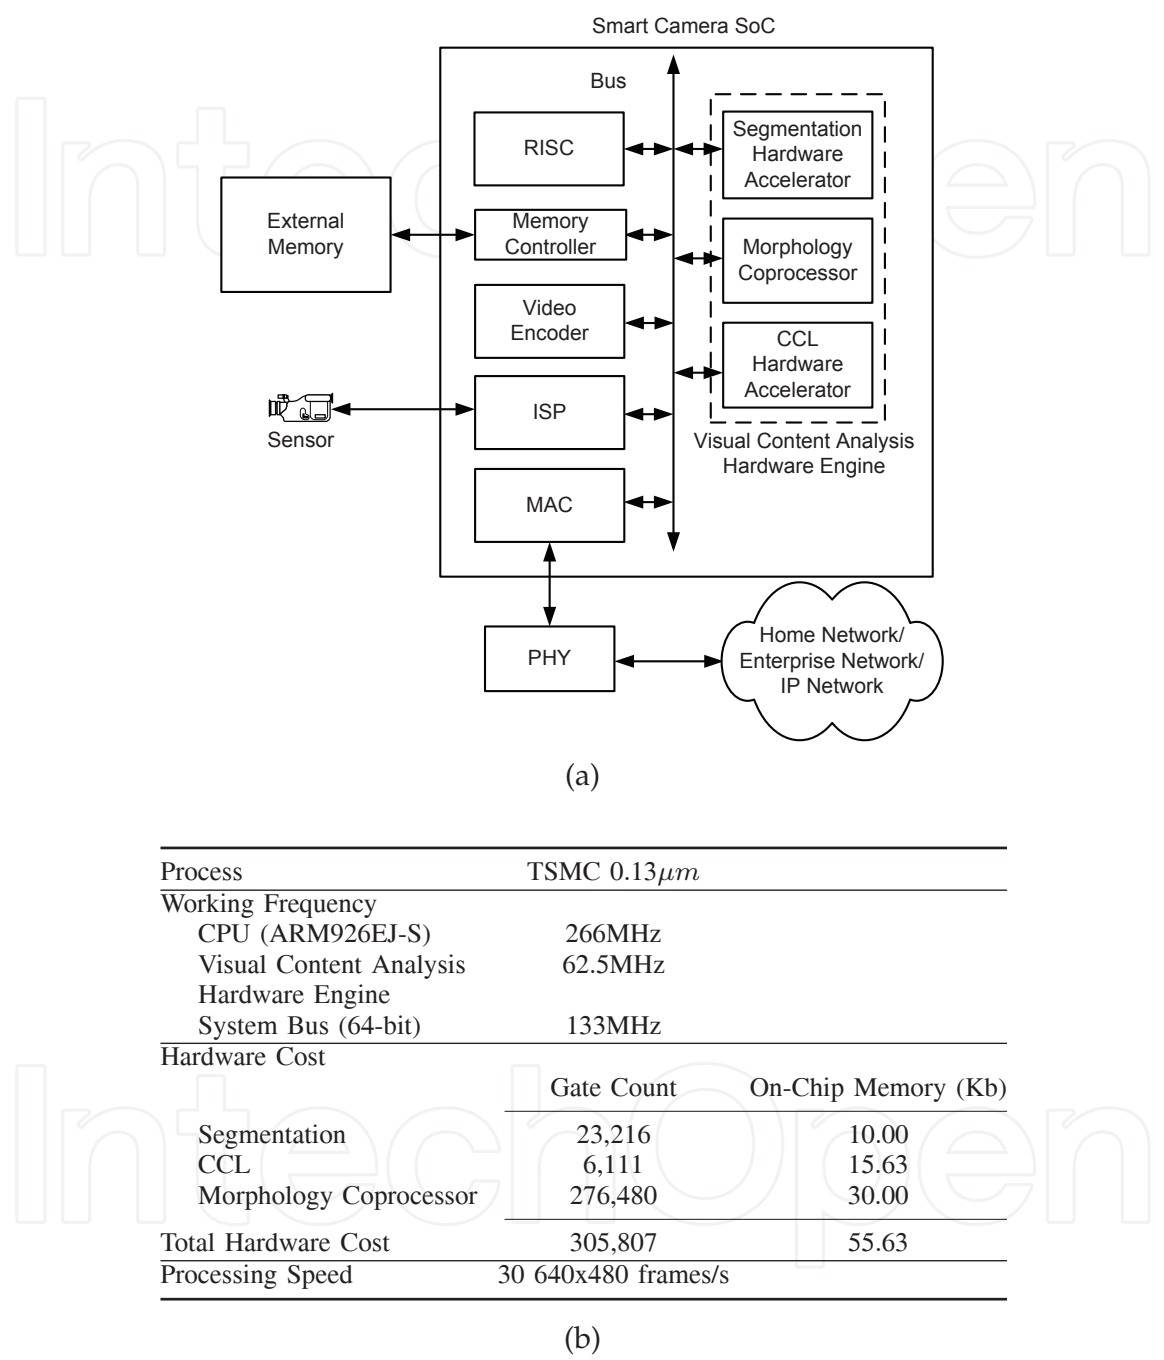 Smart Camera SoC
Bus
RISC
Segmentation
Hardware
Accelerator
External
Memory
Memory
Controller
Morphology
Coprocessor
Video
Encoder
CCL
Hardware
Accelerator
Sensor
ISP
Visual Content Analysis
Hardware Engine
MAC
PHY
Home Network/
Enterprise Network/
IP Network
(a)
Process TSMC 0.13μm
Working Frequency
CPU (ARM926EJ-S) 266MHz
Visual Content Analysis 62.5MHz
Hardware Engine
System Bus (64-bit) 133MHz
Hardware Cost
Gate Count On-Chip Memory (Kb)
Segmentation 23,216 10.00
CCL 6,111 15.63
Morphology Coprocessor 276,480 30.00
Total Hardware Cost 305,807 55.63
Processing Speed 30 640x480 frames/s
(b)
IntechOpen
IntechOpen